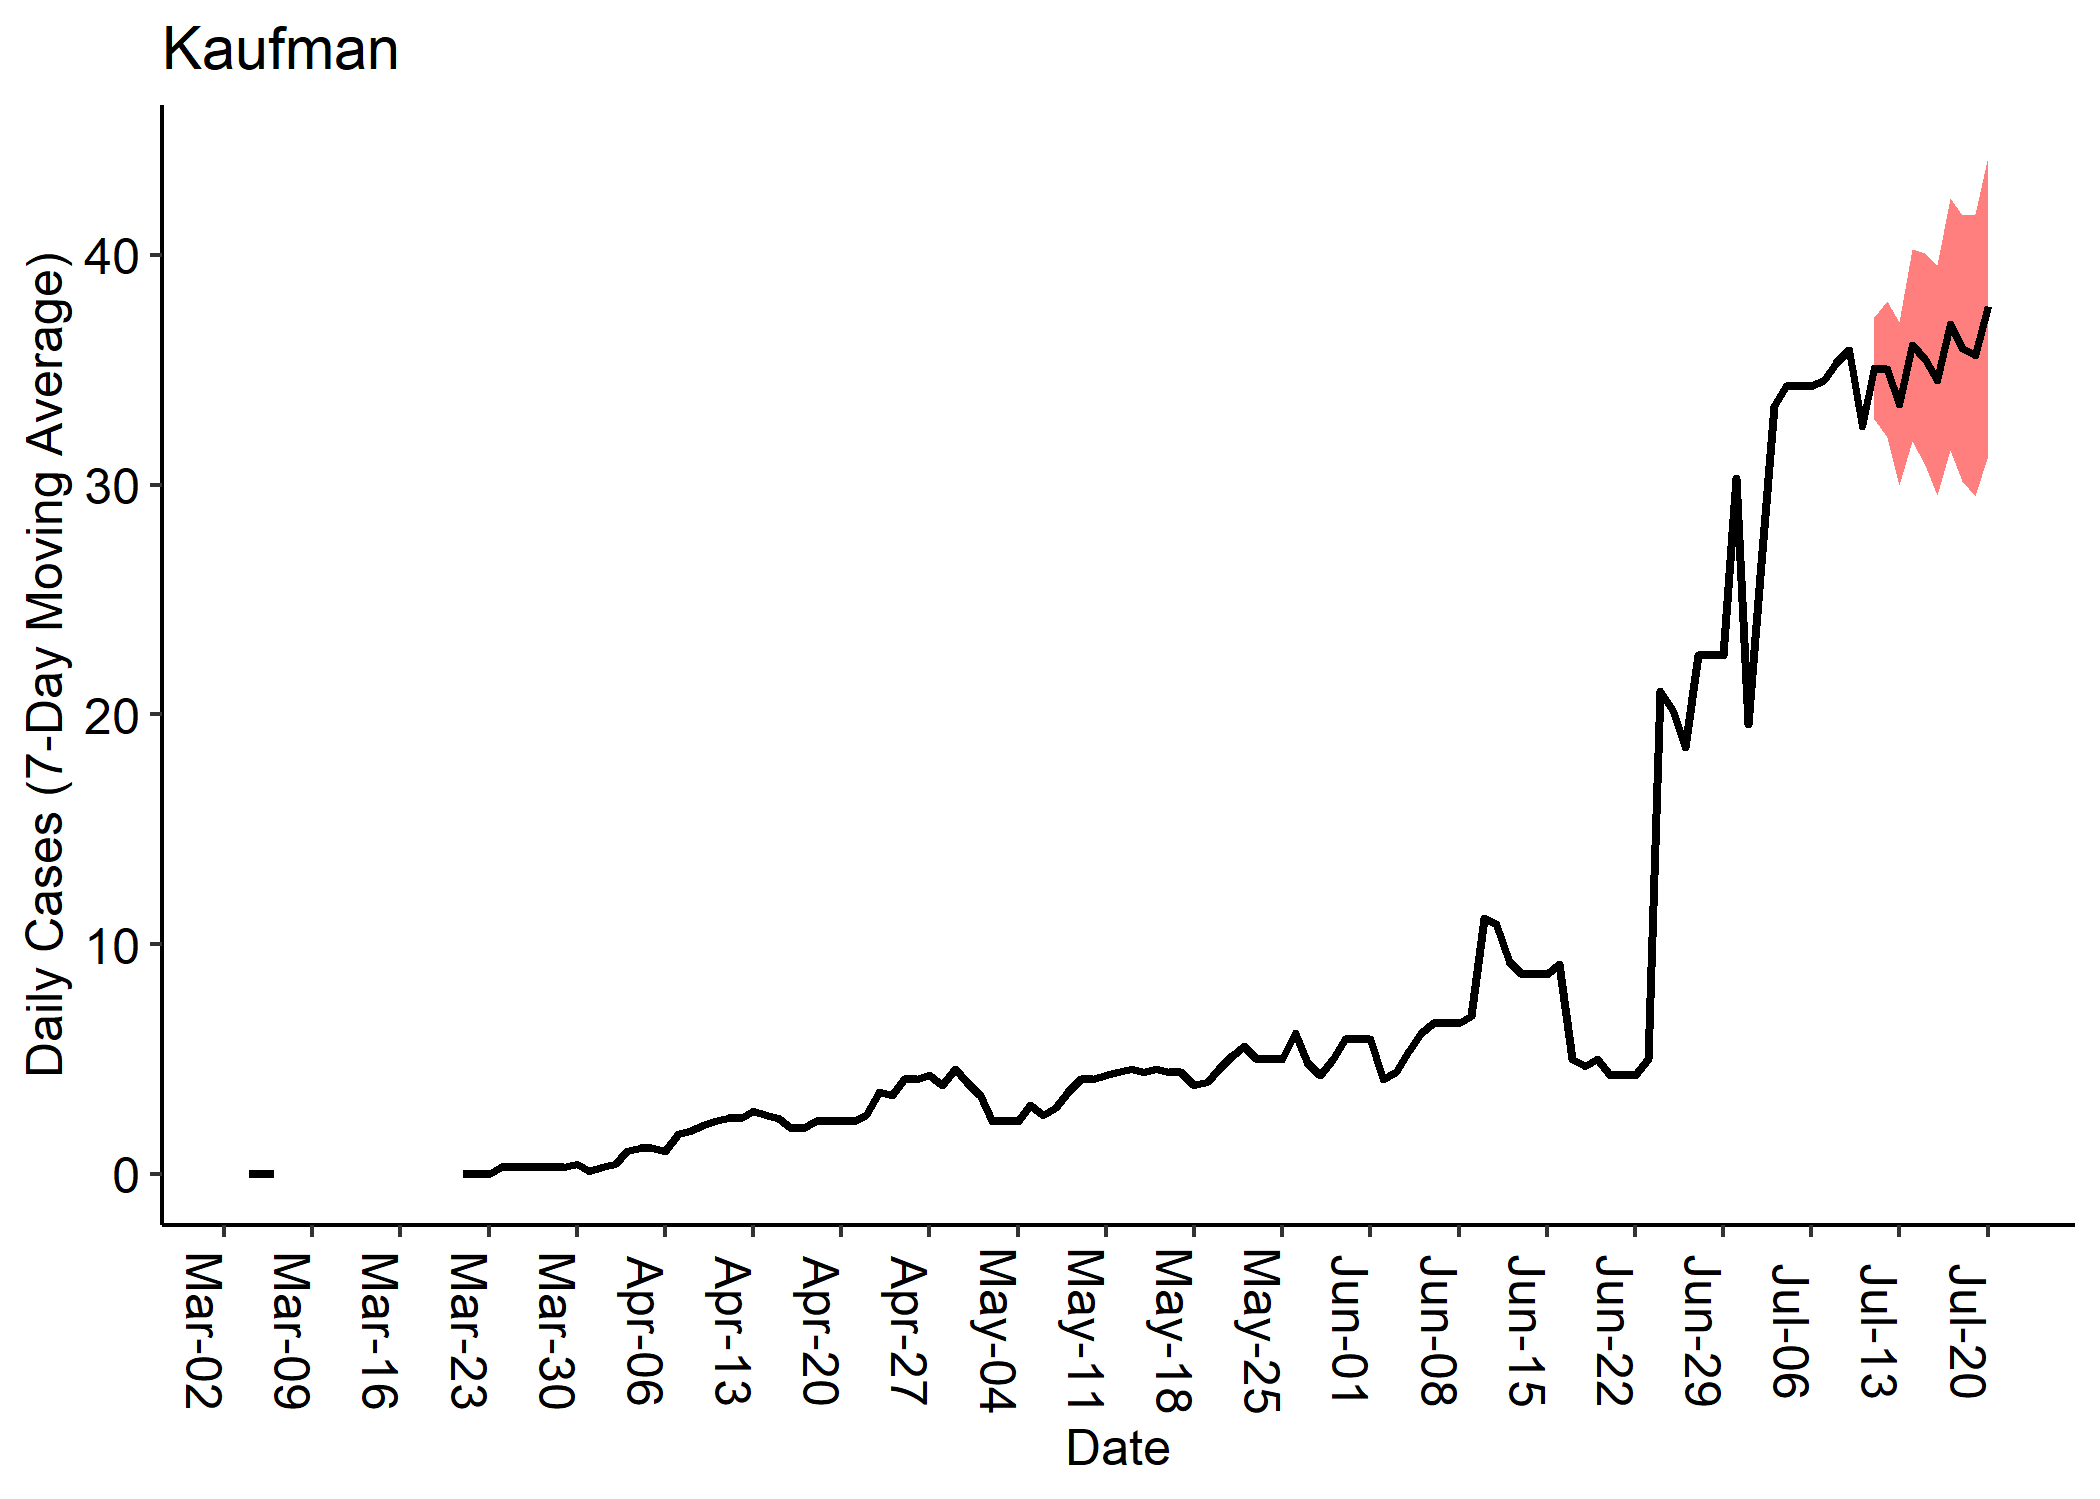 Kaufman
Daily Cases (7-Day Moving Average)
40
30
20
10
0
Mar-02
Mar-09
Mar-16
Mar-23
Mar-30
Apr-06
Apr-13
Apr-20
Apr-27
May-04
May-11
May-18
May-25
Jun-01
Jun-08
Jun-15
Jun-22
Jun-29
Jul-06
Jul-13
Jul-20
Date